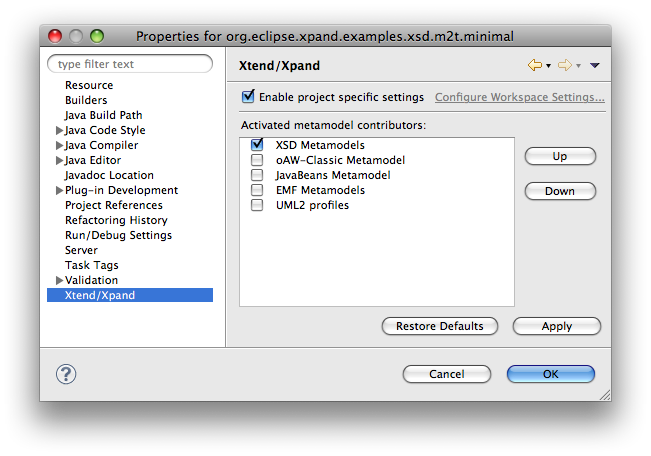 Properties for org.eclipse.xpand.examples.xsd.m2t.minimal
type filter text
Resource
Builders
Java Build Path
Java Code Style
Java Compiler
Java Editor
Javadoc Location
Plug-in Development
Project References
Refactoring History
Run/Debug Settings
Server
Task Tags
Validation
Xtend/Xpand
Xtend/Xpand
Enable project specific settings
Configure Workspace Settings...
Activated metamodel contributors:
XSD Metamodels
oAW-Classic Metamodel
JavaBeans Metamodel
EMF Metamodels
UML2 profiles
Up
Down
Restore Defaults
Apply
?
Cancel
OK